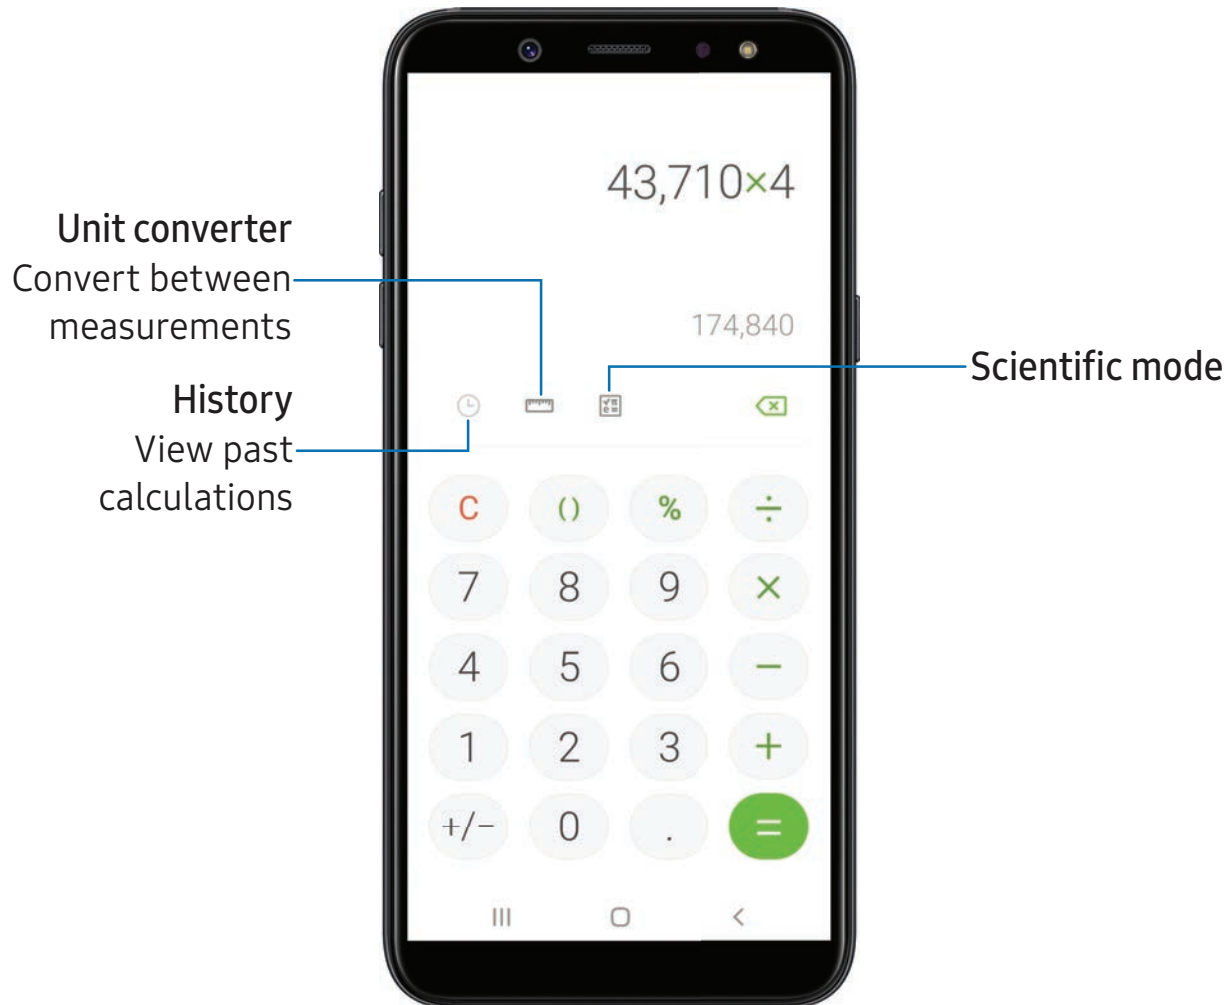 43,710×4
Unit converter
Convert between
measurements
174,840
Scientific mode
History
View past
calculations
C () % ÷
7 8 9 ×
4 5 6 −
1 2 3 +
+/− 0 . =